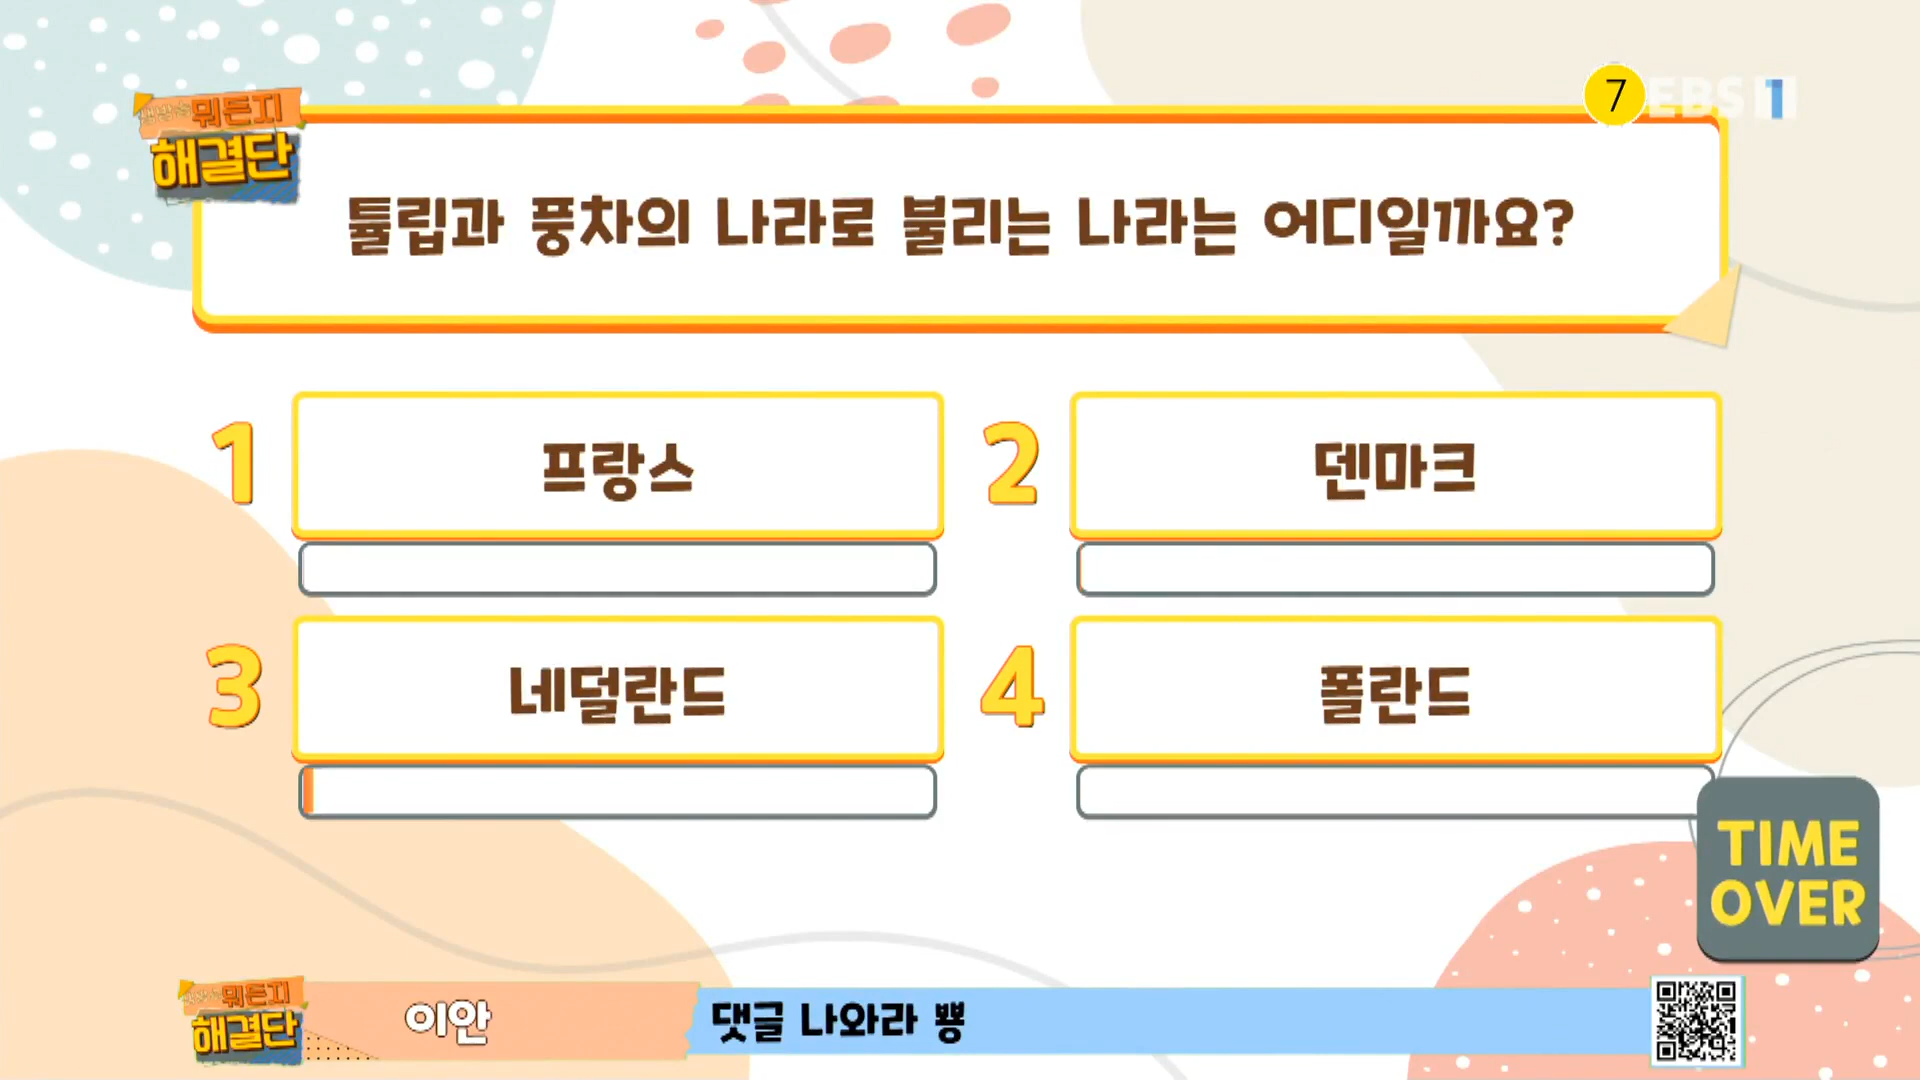 뭐든지
해결단
7
EBS 1
튤립과 풍차의 나라로 불리는 나라는 어디일까요?
1
프랑스
2
덴마크
3
네덜란드
4
폴란드
TIME
OVER
뭐든지
해결단
이안
댓글 나와라 뿅